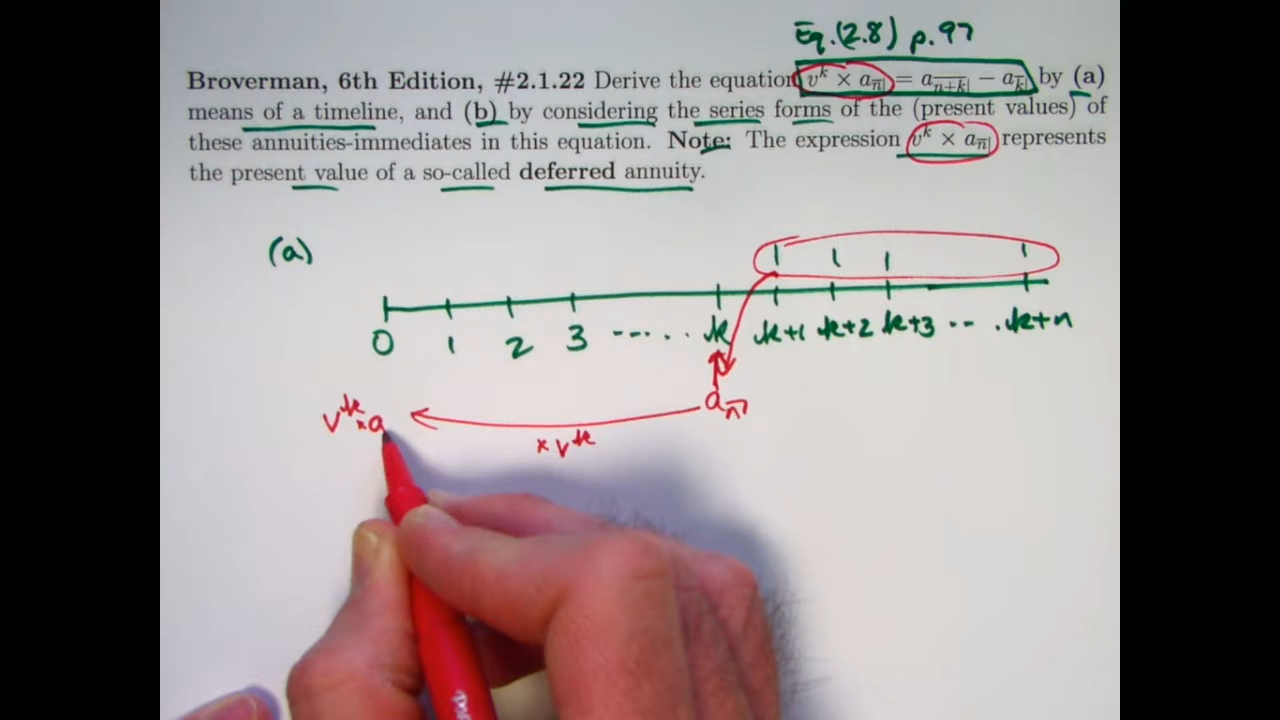 Eq. (2.8) p. 97
Broverman, 6th Edition, #2.1.22 Derive the equation v^k × a_n̅| = a_n+k̅| − a_k̅| by (a)
means of a timeline, and (b) by considering the series forms of the (present values) of
these annuities-immediates in this equation. Note: The expression v^k × a_n̅| represents
the present value of a so-called deferred annuity.
(a)
1 1 1 1
0 1 2 3 ...... k k+1 k+2 k+3 ... k+n
a_n̅|
v^k × a
× v^k